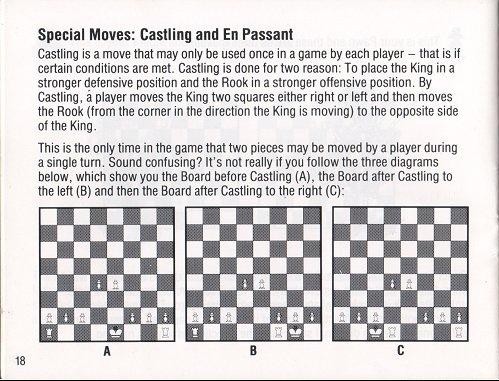 Special Moves: Castling and En Passant
Castling is a move that may only be used once in a game by each player – that is if
certain conditions are met. Castling is done for two reason: To place the King in a
stronger defensive position and the Rook in a stronger offensive position. By
Castling, a player moves the King two squares either right or left and then moves
the Rook (from the corner in the direction the King is moving) to the opposite side
of the King.
This is the only time in the game that two pieces may be moved by a player during
a single turn. Sound confusing? It's not really if you follow the three diagrams
below, which show you the Board before Castling (A), the Board after Castling to
the left (B) and then the Board after Castling to the right (C):
A B C
18